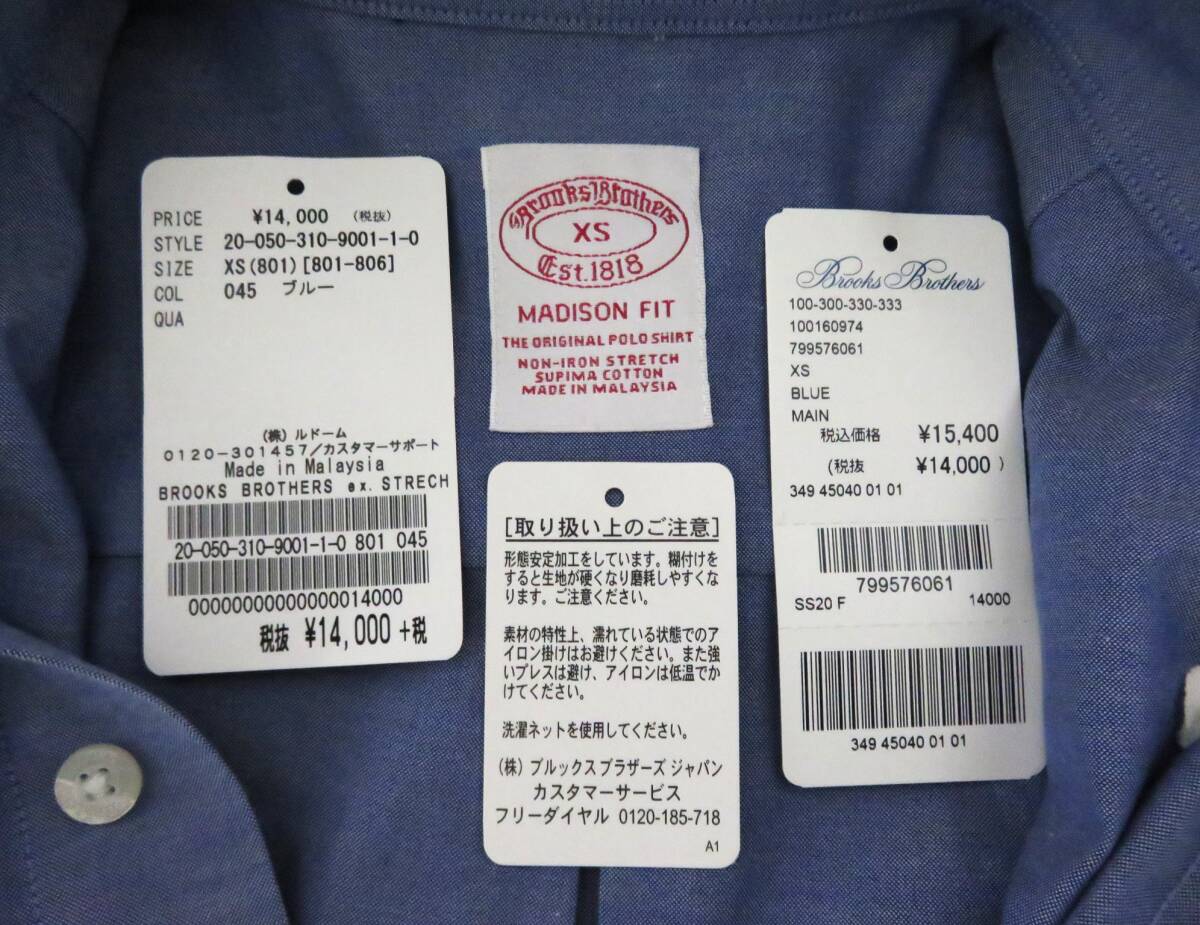 PRICE ¥14,000 (税抜)
STYLE 20-050-310-9001-1-0
SIZE XS(801)[801-806]
COL 045 ブルー
QUA
(株)ルドーム
0120-301457/カスタマーサポート
Made in Malaysia
BROOKS BROTHERS ex. STRECH
20-050-310-9001-1-0 801 045
00000000000000014000
税抜 ¥14,000 +税
Brooks Brothers
XS
Est.1818
MADISON FIT
THE ORIGINAL POLO SHIRT
NON-IRON STRETCH
SUPIMA COTTON
MADE IN MALAYSIA
[取り扱い上のご注意]
形態安定加工をしています。糊付けを
すると生地が硬くなり磨耗しやすくな
ります。ご注意ください。
素材の特性上、濡れている状態でのア
イロン掛けはお避けください。また強
いプレスは避け、アイロンは低温でか
けてください。
洗濯ネットを使用してください。
(株) ブルックス ブラザーズ ジャパン
カスタマーサービス
フリーダイヤル 0120-185-718
A1
Brooks Brothers
100-300-330-333
100160974
799576061
XS
BLUE
MAIN
税込価格 ¥15,400
(税抜 ¥14,000 )
349 45040 01 01
799576061
SS20 F 14000
349 45040 01 01